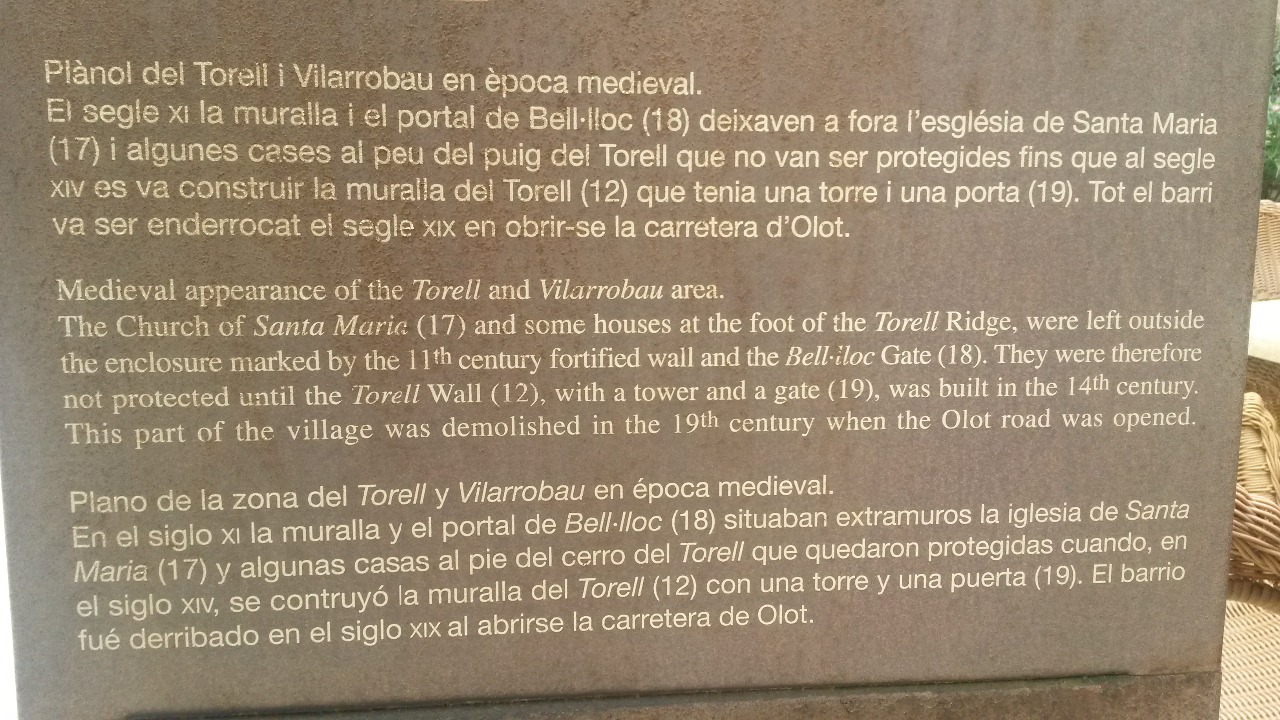 Plànol del Torell i Vilarrobau en època medieval.
El segle XI la muralla i el portal de Bell·lloc (18) deixaven a fora l'església de Santa Maria
(17) i algunes cases al peu del puig del Torell que no van ser protegides fins que al segle
XIV es va construir la muralla del Torell (12) que tenia una torre i una porta (19). Tot el barri
va ser enderrocat el segle XIX en obrir-se la carretera d'Olot.
Medieval appearance of the Torell and Vilarrobau area.
The Church of Santa Maria (17) and some houses at the foot of the Torell Ridge, were left outside
the enclosure marked by the 11th century fortified wall and the Bell·lloc Gate (18). They were therefore
not protected until the Torell Wall (12), with a tower and a gate (19), was built in the 14th century.
This part of the village was demolished in the 19th century when the Olot road was opened.
Plano de la zona del Torell y Vilarrobau en época medieval.
En el siglo XI la muralla y el portal de Bell·lloc (18) situaban extramuros la iglesia de Santa
Maria (17) y algunas casas al pie del cerro del Torell que quedaron protegidas cuando, en
el siglo XIV, se contruyó la muralla del Torell (12) con una torre y una puerta (19). El barrio
fué derribado en el siglo XIX al abrirse la carretera de Olot.